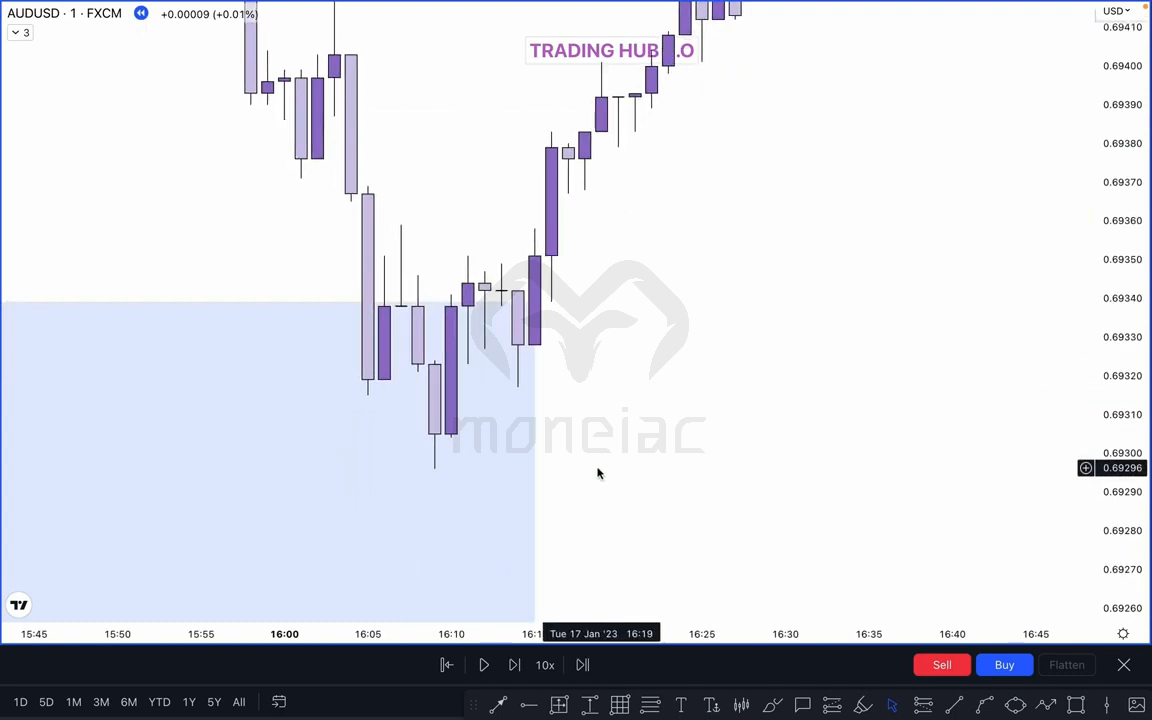 AUDUSD · 1 · FXCM +0.00009 (+0.01%)
3
USD
0.69410
TRADING HUB .O
0.69400
0.69390
0.69380
0.69370
0.69360
0.69350
0.69340
0.69330
0.69320
0.69310
moneiac
0.69300
0.69296
0.69290
0.69280
0.69270
0.69260
15:45 15:50 15:55 16:00 16:05 16:10 16:1 Tue 17 Jan '23 16:19 16:25 16:30 16:35 16:40 16:45
10x Sell Buy Flatten
1D 5D 1M 3M 6M YTD 1Y 5Y All